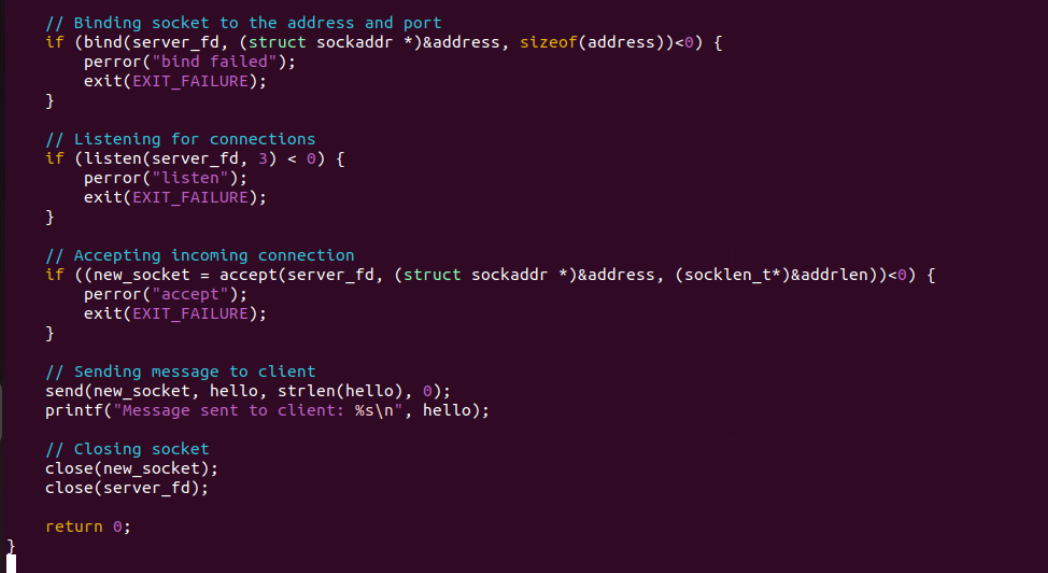 // Binding socket to the address and port
if (bind(server_fd, (struct sockaddr *)&address, sizeof(address))<0) {
perror("bind failed");
exit(EXIT_FAILURE);
}
// Listening for connections
if (listen(server_fd, 3) < 0) {
perror("listen");
exit(EXIT_FAILURE);
}
// Accepting incoming connection
if ((new_socket = accept(server_fd, (struct sockaddr *)&address, (socklen_t*)&addrlen))<0) {
perror("accept");
exit(EXIT_FAILURE);
}
// Sending message to client
send(new_socket, hello, strlen(hello), 0);
printf("Message sent to client: %s\n", hello);
// Closing socket
close(new_socket);
close(server_fd);
return 0;
}